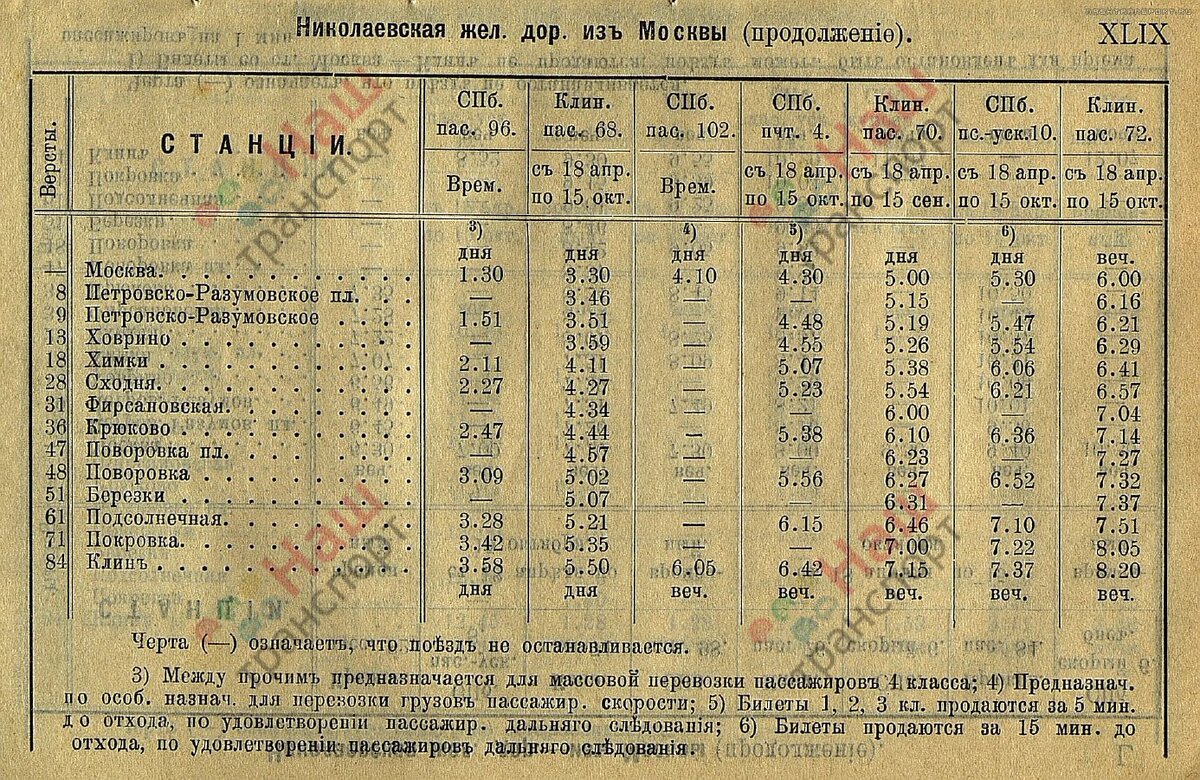 Николаевская жел. дор. изъ Москвы (продолженіе). XLIX
Версты. СТАНЦІИ. СПб. пас. 96. Клин. пас. 68. СПб. пас. 102. СПб. пчт. 4. Клин. пас. 70. СПб. пс.-уск. 10. Клин. пас. 72.
Врем. съ 18 апр. по 15 окт. Врем. съ 18 апр. по 15 окт. съ 18 апр. по 15 сен. съ 18 апр. по 15 окт. съ 18 апр. по 15 окт.
3) 4) 5) 6)
дня дня дня дня дня дня веч.
— Москва. 1.30 3.30 4.10 4.30 5.00 5.30 6.00
8 Петровско-Разумовское пл. — 3.46 — — 5.15 — 6.16
9 Петровско-Разумовское 1.51 3.51 — 4.48 5.19 5.47 6.21
13 Ховрино — 3.59 — 4.55 5.26 5.54 6.29
18 Химки 2.11 4.11 — 5.07 5.38 6.06 6.41
28 Сходня. 2.27 4.27 — 5.23 5.54 6.21 6.57
31 Фирсановская. — 4.34 — — 6.00 — 7.04
36 Крюково 2.47 4.44 — 5.38 6.10 6.36 7.14
47 Поворовка пл. — 4.57 — — 6.23 — 7.27
48 Поворовка 3.09 5.02 — 5.56 6.27 6.52 7.32
51 Березки — 5.07 — — 6.31 — 7.37
61 Подсолнечная. 3.28 5.21 — 6.15 6.46 7.10 7.51
71 Покровка. 3.42 5.35 — — 7.00 7.22 8.05
84 Клинъ 3.58 5.50 6.05 6.42 7.15 7.37 8.20
дня дня веч. веч. веч. веч. веч.
Черта (—) означаетъ, что поѣздъ не останавливается.
3) Между прочимъ предназначается для массовой перевозки пассажировъ 4 класса; 4) Предназнач.
по особ. назнач. для перевозки грузовъ пассажир. скорости; 5) Билеты 1, 2, 3 кл. продаются за 5 мин.
до отхода, по удовлетвореніи пассажир. дальняго слѣдованія; 6) Билеты продаются за 15 мин. до
отхода, по удовлетвореніи пассажировъ дальняго слѣдованія.
Наш транспорт
Наш транспорт
Наш транспорт
Наш транспорт